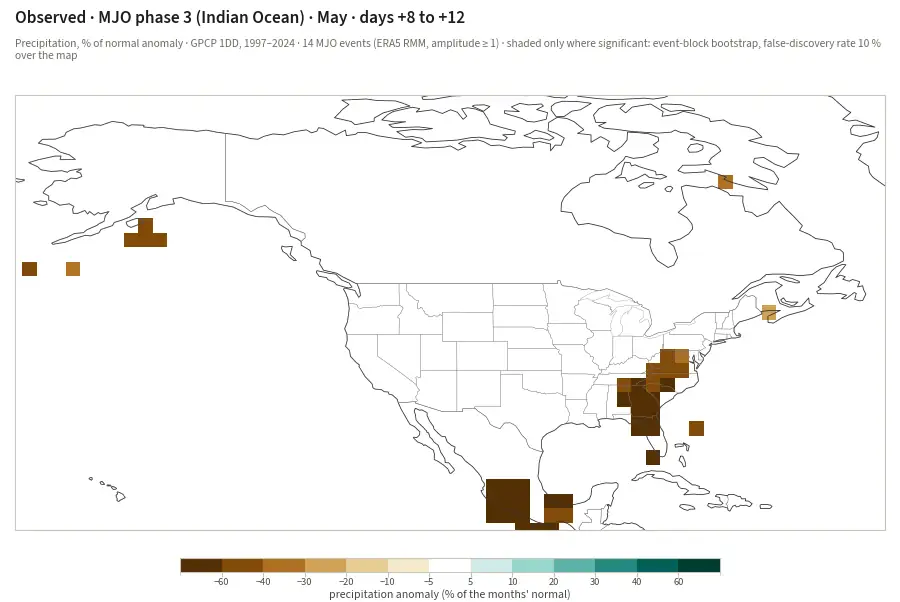 Observed · MJO phase 3 (Indian Ocean) · May · days +8 to +12
Precipitation, % of normal anomaly · GPCP 1DD, 1997–2024 · 14 MJO events (ERA5 RMM, amplitude ≥ 1) · shaded only where significant: event-block bootstrap, false-discovery rate 10 %
over the map
−60 −40 −30 −20 −10 −5 5 10 20 30 40 60
precipitation anomaly (% of the months' normal)